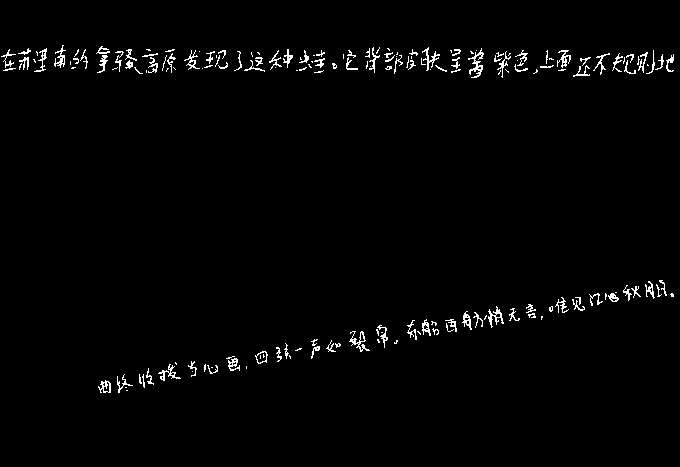 在苏里南的拿骚高原发现了这种蛙。它背部皮肤呈蓝紫色,上面还不规则地
曲终收拨当心画,四弦一声如裂帛。东船西舫悄无言,唯见江心秋月白。